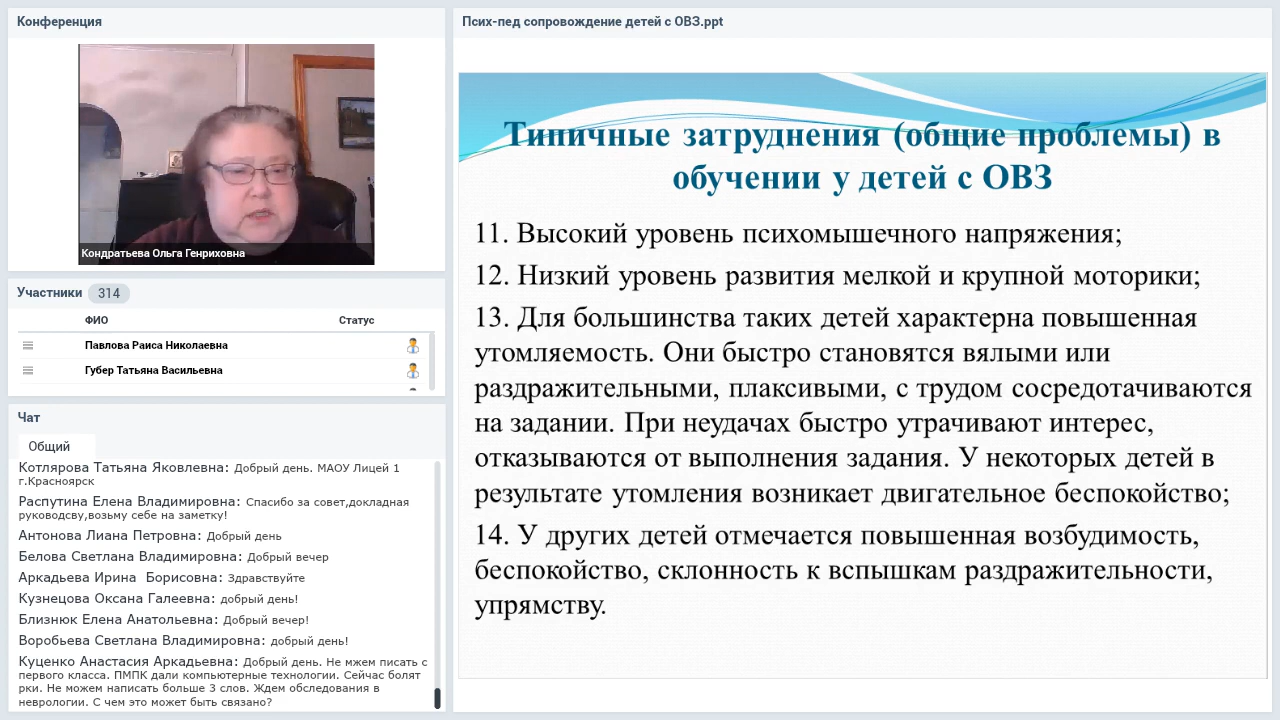 Конференция
Кондратьева Ольга Генриховна
Участники 314
ФИО Статус
Павлова Раиса Николаевна
Губер Татьяна Васильевна
Чат
Общий
Котлярова Татьяна Яковлевна: Добрый день. МАОУ Лицей 1
г.Красноярск
Распутина Елена Владимировна: Спасибо за совет,докладная
руководсву,возьму себе на заметку!
Антонова Лиана Петровна: Добрый день
Белова Светлана Владимировна: Добрый вечер
Аркадьева Ирина Борисовна: Здравствуйте
Кузнецова Оксана Галеевна: добрый день!
Близнюк Елена Анатольевна: Добрый вечер!
Воробьева Светлана Владимировна: добрый день!
Куценко Анастасия Аркадьевна: Добрый день. Не мжем писать с
первого класса. ПМПК дали компьютерные технологии. Сейчас болят
рки. Не можем написать больше 3 слов. Ждем обследования в
неврологии. С чем это может быть связано?
Псих-пед сопровождение детей с ОВЗ.ppt
Типичные затруднения (общие проблемы) в
обучении у детей с ОВЗ
11. Высокий уровень психомышечного напряжения;
12. Низкий уровень развития мелкой и крупной моторики;
13. Для большинства таких детей характерна повышенная
утомляемость. Они быстро становятся вялыми или
раздражительными, плаксивыми, с трудом сосредотачиваются
на задании. При неудачах быстро утрачивают интерес,
отказываются от выполнения задания. У некоторых детей в
результате утомления возникает двигательное беспокойство;
14. У других детей отмечается повышенная возбудимость,
беспокойство, склонность к вспышкам раздражительности,
упрямству.